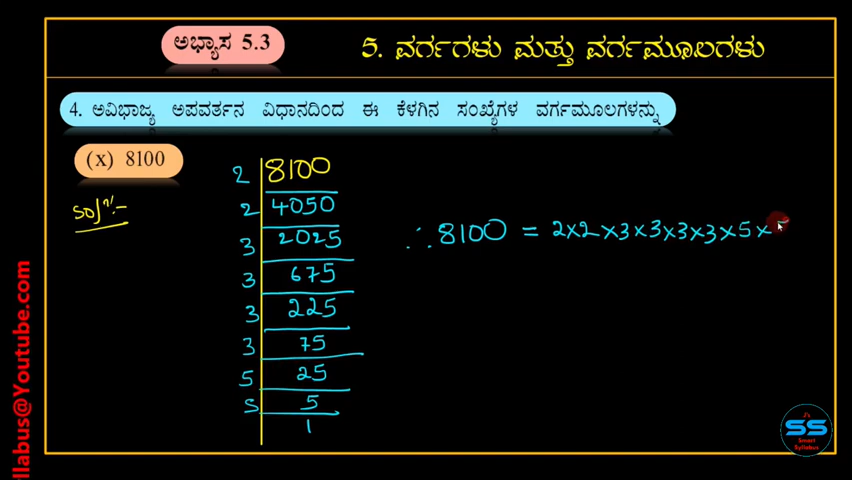 ಅಭ್ಯಾಸ 5.3
5. ವರ್ಗಗಳು ಮತ್ತು ವರ್ಗಮೂಲಗಳು
4. ಅವಿಭಾಜ್ಯ ಅಪವರ್ತನ ವಿಧಾನದಿಂದ ಈ ಕೆಳಗಿನ ಸಂಖ್ಯೆಗಳ ವರ್ಗಮೂಲಗಳನ್ನು
(x) 8100
Solⁿ:-
2 8100
2 4050
3 2025
3 675
3 225
3 75
5 25
5 5
1
∴ 8100 = 2×2×3×3×3×3×5×
llabus@Youtube.com
SS
Smart
Syllabus